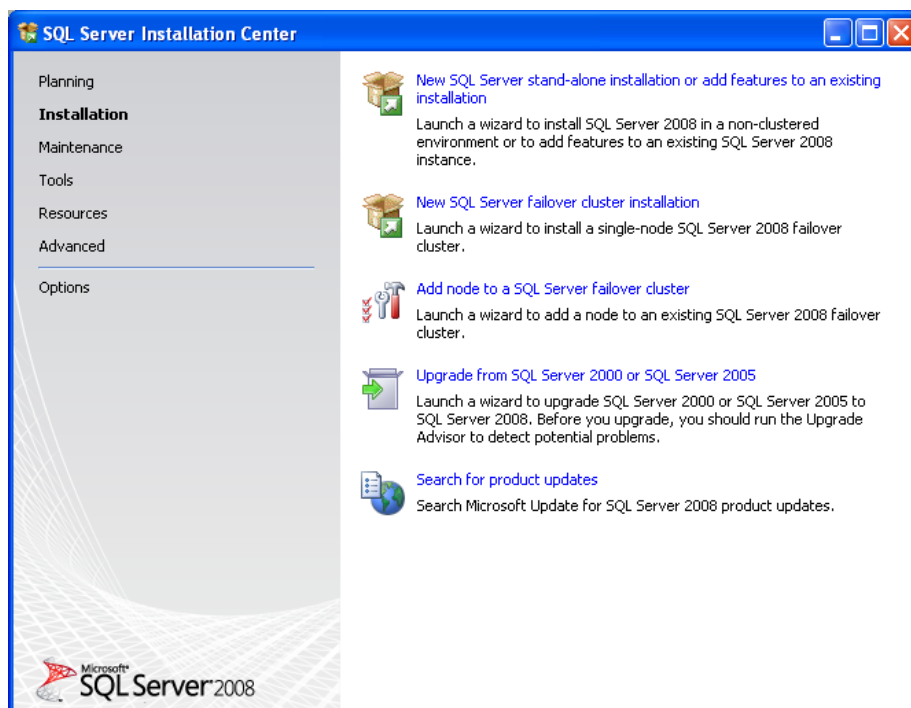 SQL Server Installation Center
Planning
Installation
Maintenance
Tools
Resources
Advanced
Options
New SQL Server stand-alone installation or add features to an existing
installation
Launch a wizard to install SQL Server 2008 in a non-clustered
environment or to add features to an existing SQL Server 2008
instance.
New SQL Server failover cluster installation
Launch a wizard to install a single-node SQL Server 2008 failover
cluster.
Add node to a SQL Server failover cluster
Launch a wizard to add a node to an existing SQL Server 2008 failover
cluster.
Upgrade from SQL Server 2000 or SQL Server 2005
Launch a wizard to upgrade SQL Server 2000 or SQL Server 2005 to
SQL Server 2008. Before you upgrade, you should run the Upgrade
Advisor to detect potential problems.
Search for product updates
Search Microsoft Update for SQL Server 2008 product updates.
Microsoft
SQL Server 2008